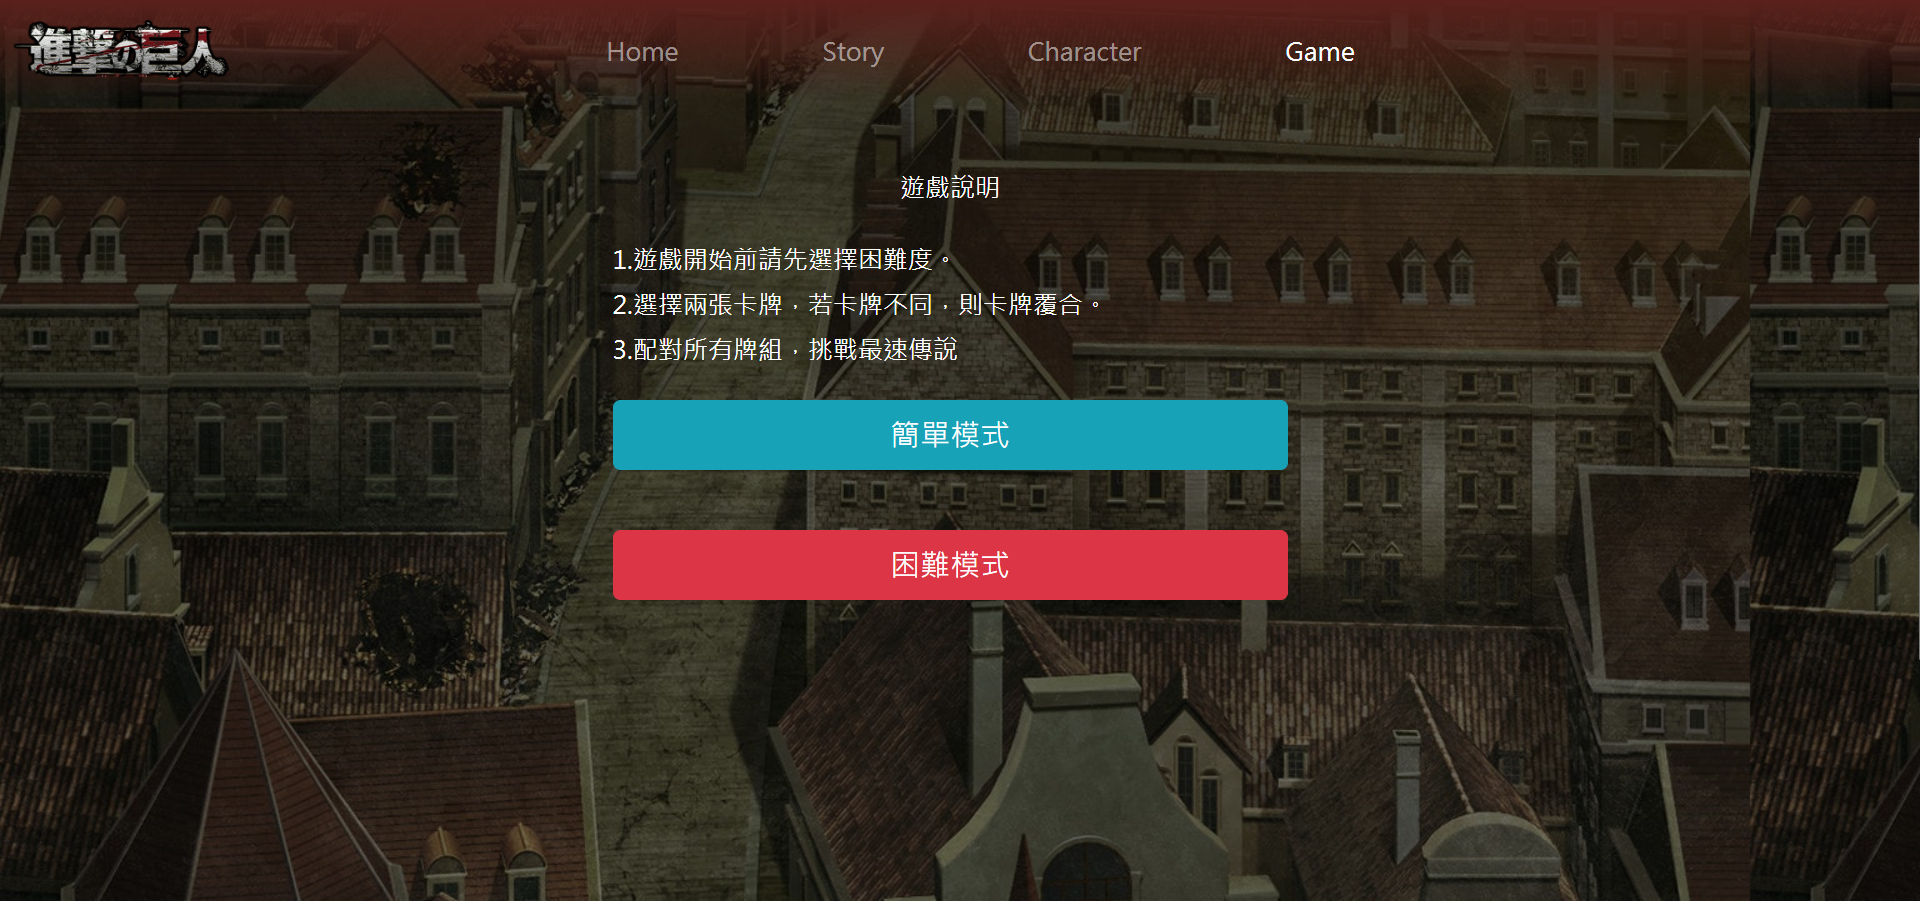 進撃の巨人
Home
Story
Character
Game
遊戲說明
1.遊戲開始前請先選擇困難度。
2.選擇兩張卡牌，若卡牌不同，則卡牌覆合。
3.配對所有牌組，挑戰最速傳說
簡單模式
困難模式